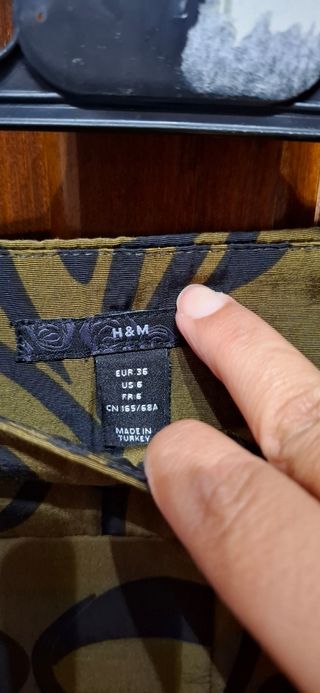 H&M
EUR 36
US 6
FR 6
CN 165/68A
MADE IN
TURKEY